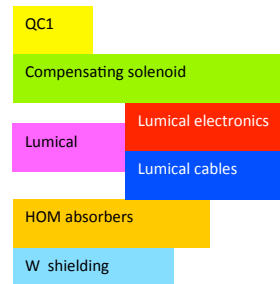 QC1
Compensating solenoid
Lumical electronics
Lumical
Lumical cables
HOM absorbers
W shielding